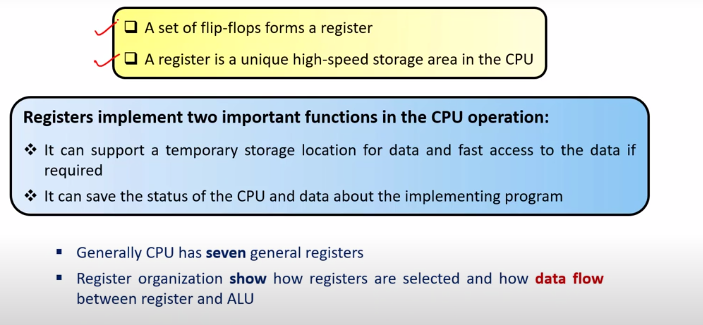 ❑ A set of flip-flops forms a register
❑ A register is a unique high-speed storage area in the CPU
Registers implement two important functions in the CPU operation:
❖ It can support a temporary storage location for data and fast access to the data if
required
❖ It can save the status of the CPU and data about the implementing program
▪ Generally CPU has seven general registers
▪ Register organization show how registers are selected and how data flow
between register and ALU